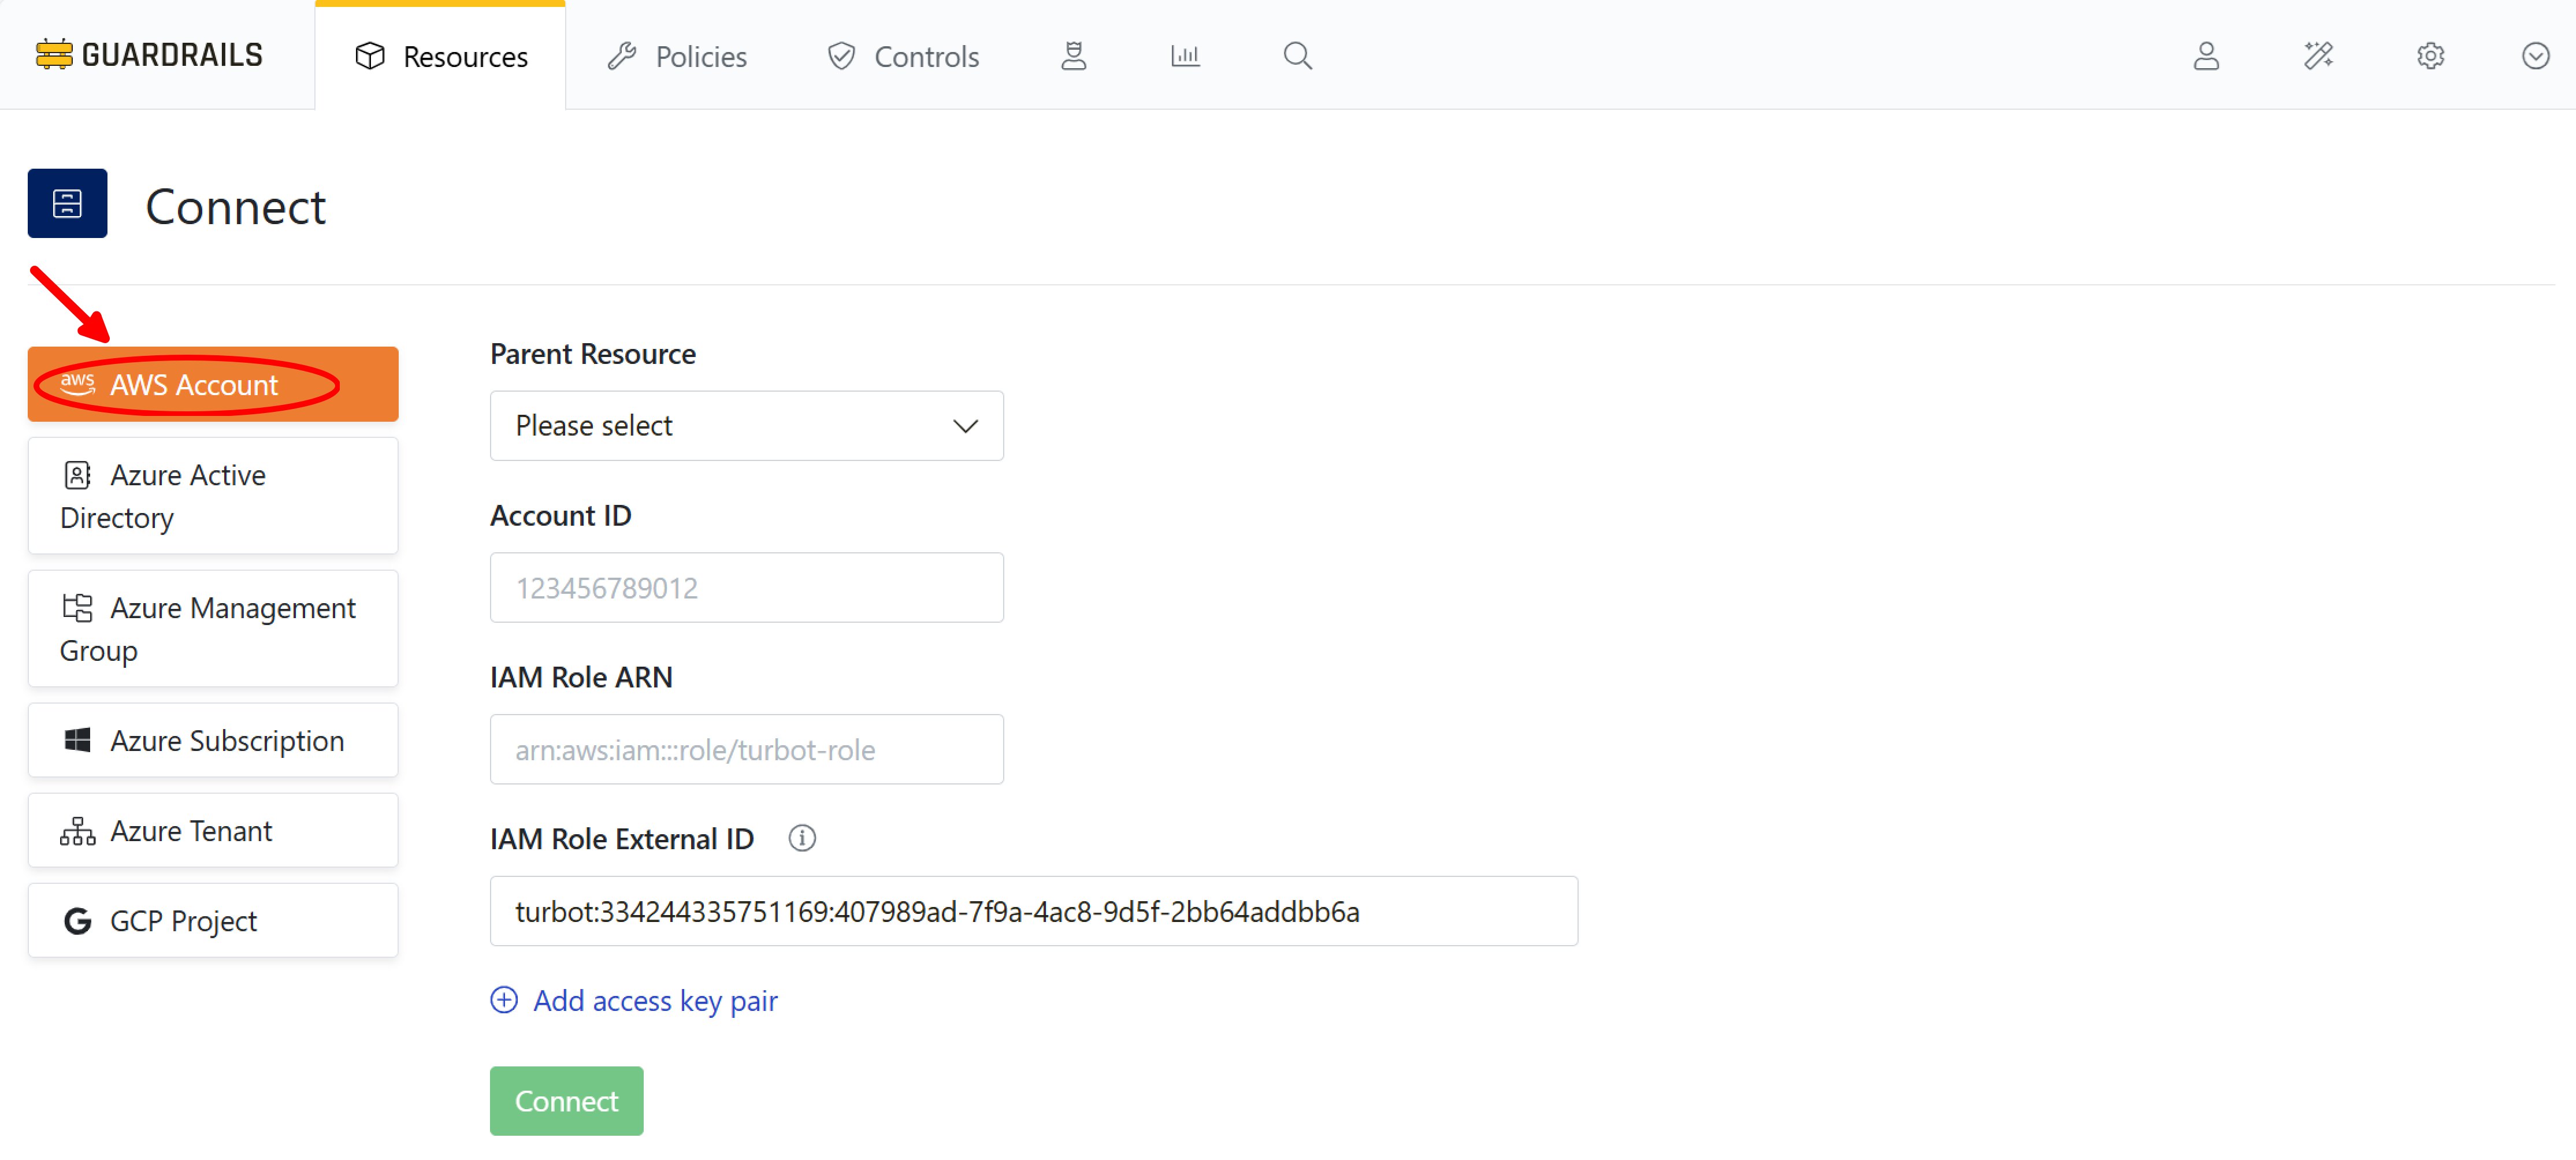 GUARDRAILS
Resources
Policies
Controls
Connect
aws AWS Account
Azure Active
Directory
Azure Management
Group
Azure Subscription
Azure Tenant
GCP Project
Parent Resource
Please select
Account ID
123456789012
IAM Role ARN
arn:aws:iam:::role/turbot-role
IAM Role External ID
turbot:334244335751169:407989ad-7f9a-4ac8-9d5f-2bb64addbb6a
Add access key pair
Connect